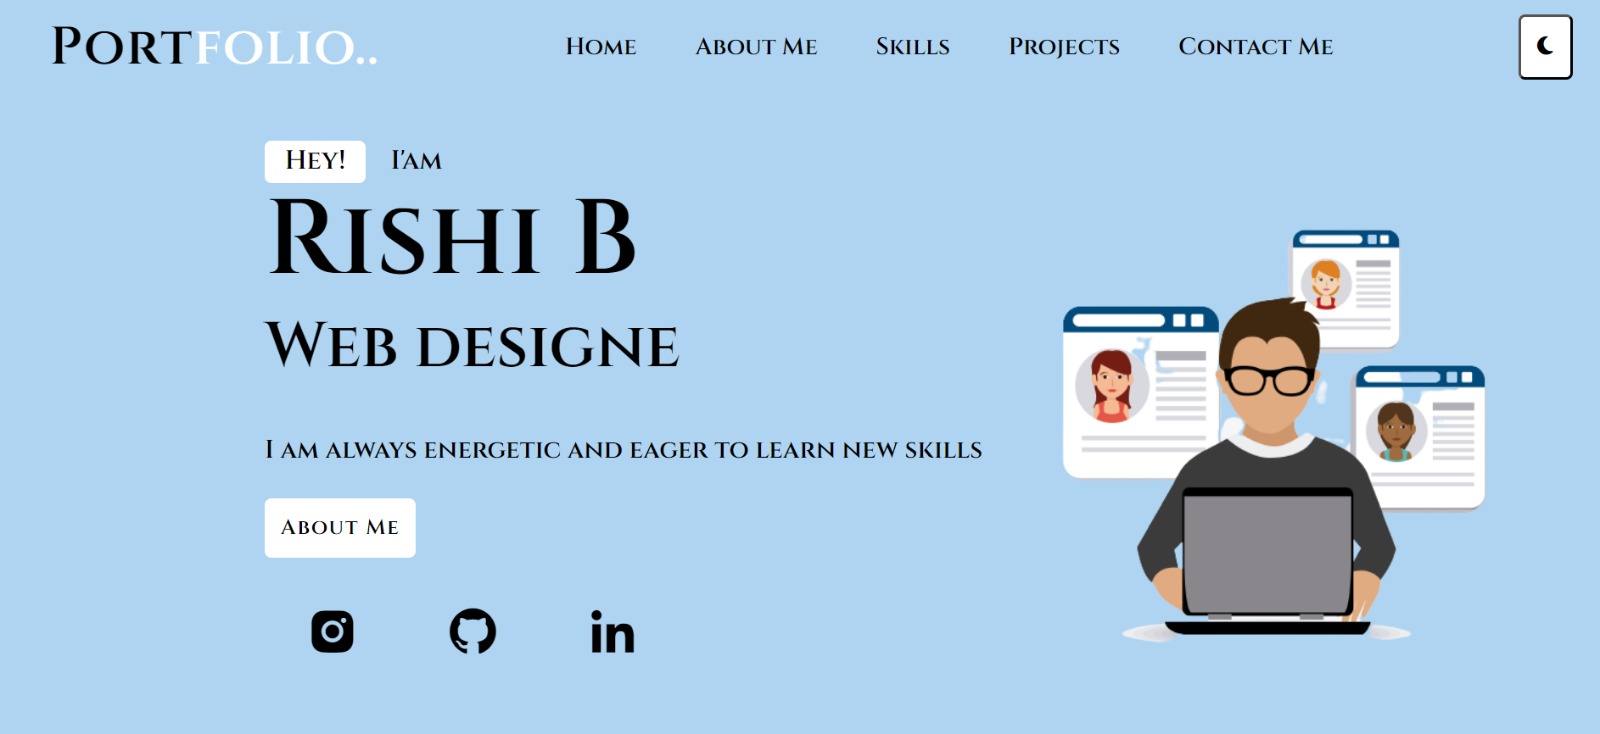 Portfolio..
Home About Me Skills Projects Contact Me
Hey! I'am
Rishi B
Web designe
I am always energetic and eager to learn new skills
About Me
in